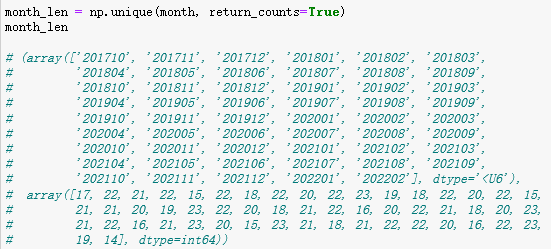 month_len = np.unique(month, return_counts=True)
month_len
# (array(['201710', '201711', '201712', '201801', '201802', '201803',
#         '201804', '201805', '201806', '201807', '201808', '201809',
#         '201810', '201811', '201812', '201901', '201902', '201903',
#         '201904', '201905', '201906', '201907', '201908', '201909',
#         '201910', '201911', '201912', '202001', '202002', '202003',
#         '202004', '202005', '202006', '202007', '202008', '202009',
#         '202010', '202011', '202012', '202101', '202102', '202103',
#         '202104', '202105', '202106', '202107', '202108', '202109',
#         '202110', '202111', '202112', '202201', '202202'], dtype='<U6'),
#  array([17, 22, 21, 22, 15, 22, 18, 22, 20, 22, 23, 19, 18, 22, 20, 22, 15,
#         21, 21, 20, 19, 23, 22, 20, 18, 21, 22, 16, 20, 22, 21, 18, 20, 23,
#         21, 22, 16, 21, 23, 20, 15, 23, 21, 18, 21, 22, 22, 20, 16, 22, 23,
#         19, 14], dtype=int64))